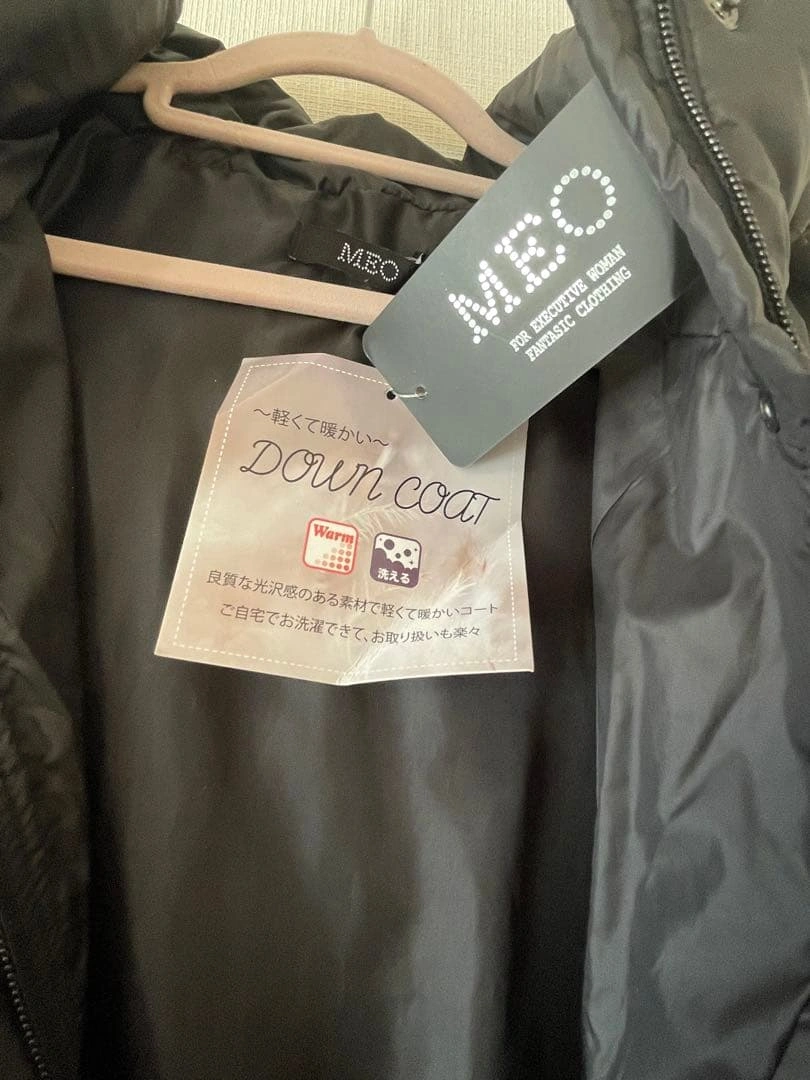 MEO
MEO
FOR EXECUTIVE WOMAN
FANTASIC CLOTHING
～軽くて暖かい～
DOWN COAT
Warm
洗える
良質な光沢感のある素材で軽くて暖かいコート
ご自宅でお洗濯できて、お取り扱いも楽々